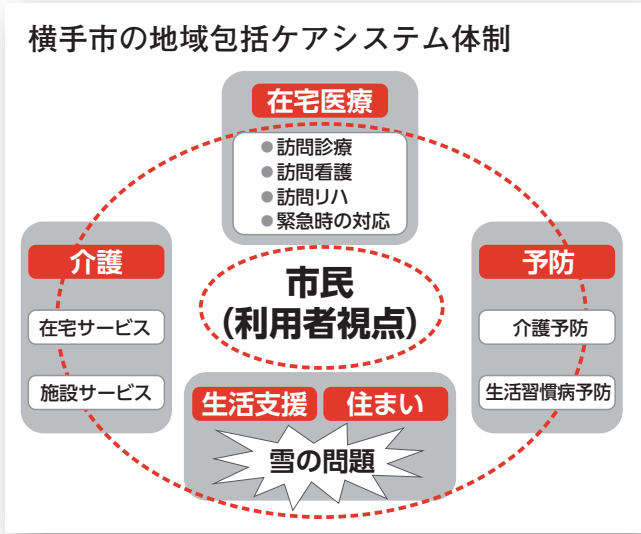 横手市の地域包括ケアシステム体制
在宅医療
●訪問診療
●訪問看護
●訪問リハ
●緊急時の対応
介護
在宅サービス
施設サービス
市民
(利用者視点)
予防
介護予防
生活習慣病予防
生活支援
住まい
雪の問題